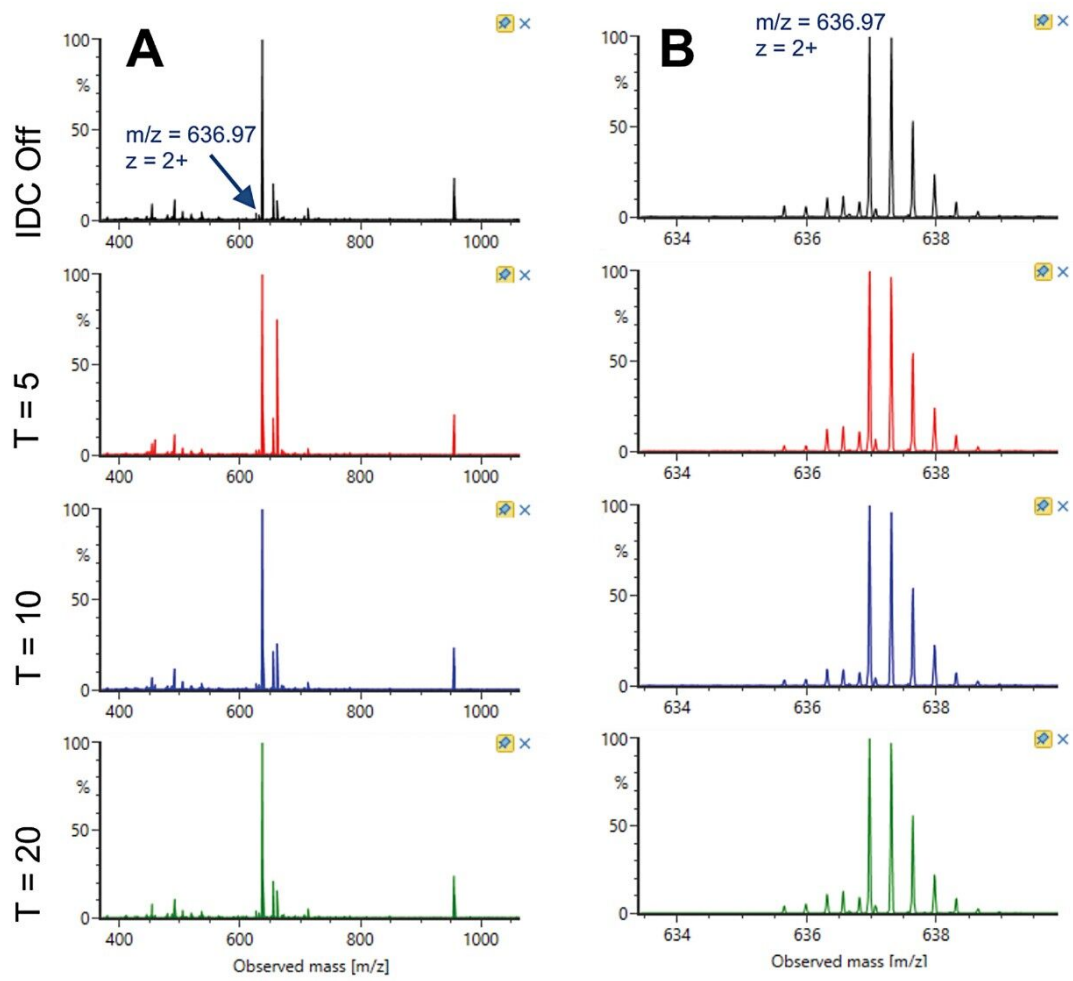 A
B
m/z = 636.97
z = 2+
m/z = 636.97
z = 2+
IDC Off
100
%
50
0
400 600 800 1000
100
%
50
0
634 636 638
T = 5
100
%
50
0
400 600 800 1000
100
%
50
0
634 636 638
T = 10
100
%
50
0
400 600 800 1000
100
%
50
0
634 636 638
T = 20
100
%
50
0
400 600 800 1000
Observed mass [m/z]
100
%
50
0
634 636 638
Observed mass [m/z]